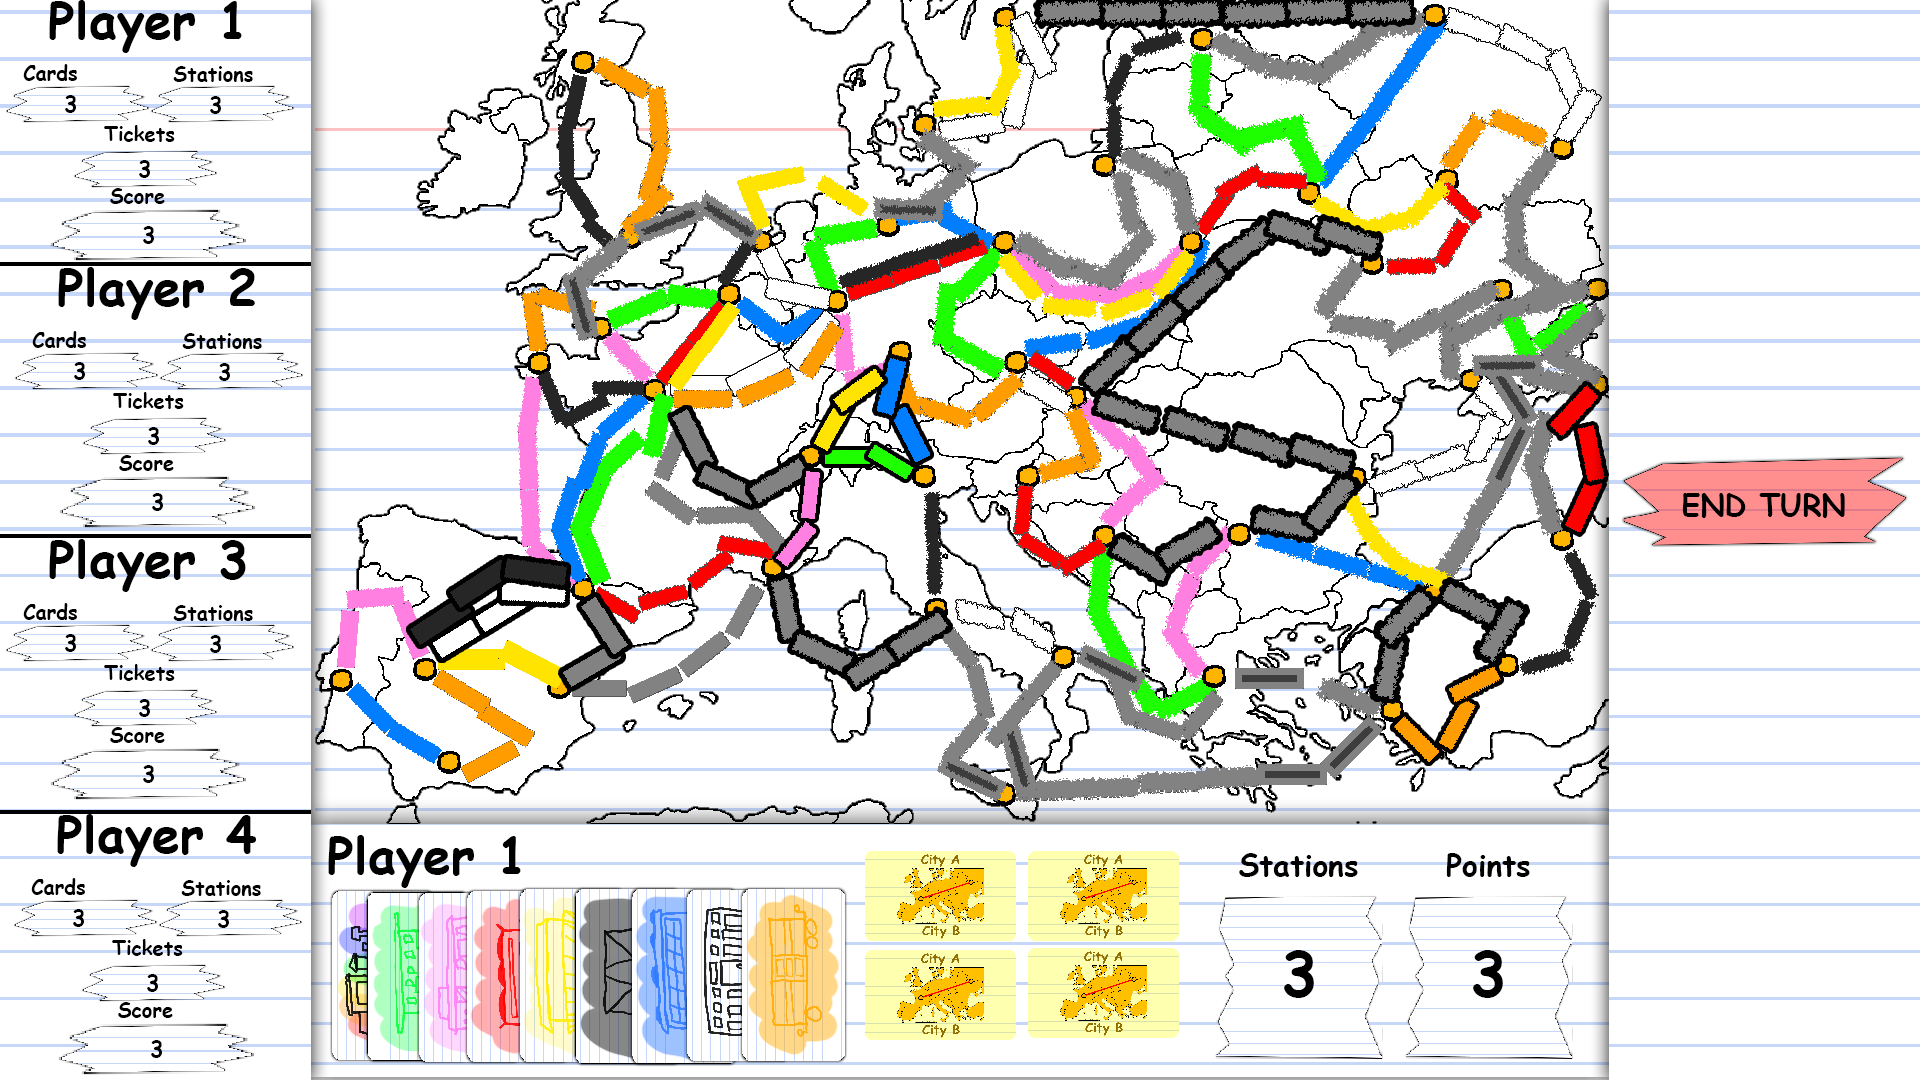 Player 1
Cards Stations
3 3
Tickets
3
Score
3
Player 2
Cards Stations
3 3
Tickets
3
Score
3
Player 3
Cards Stations
3 3
Tickets
3
Score
3
Player 4
Cards Stations
3 3
Tickets
3
Score
3
END TURN
Player 1
City A
City B
City A
City B
City A
City B
City A
City B
Stations Points
3 3